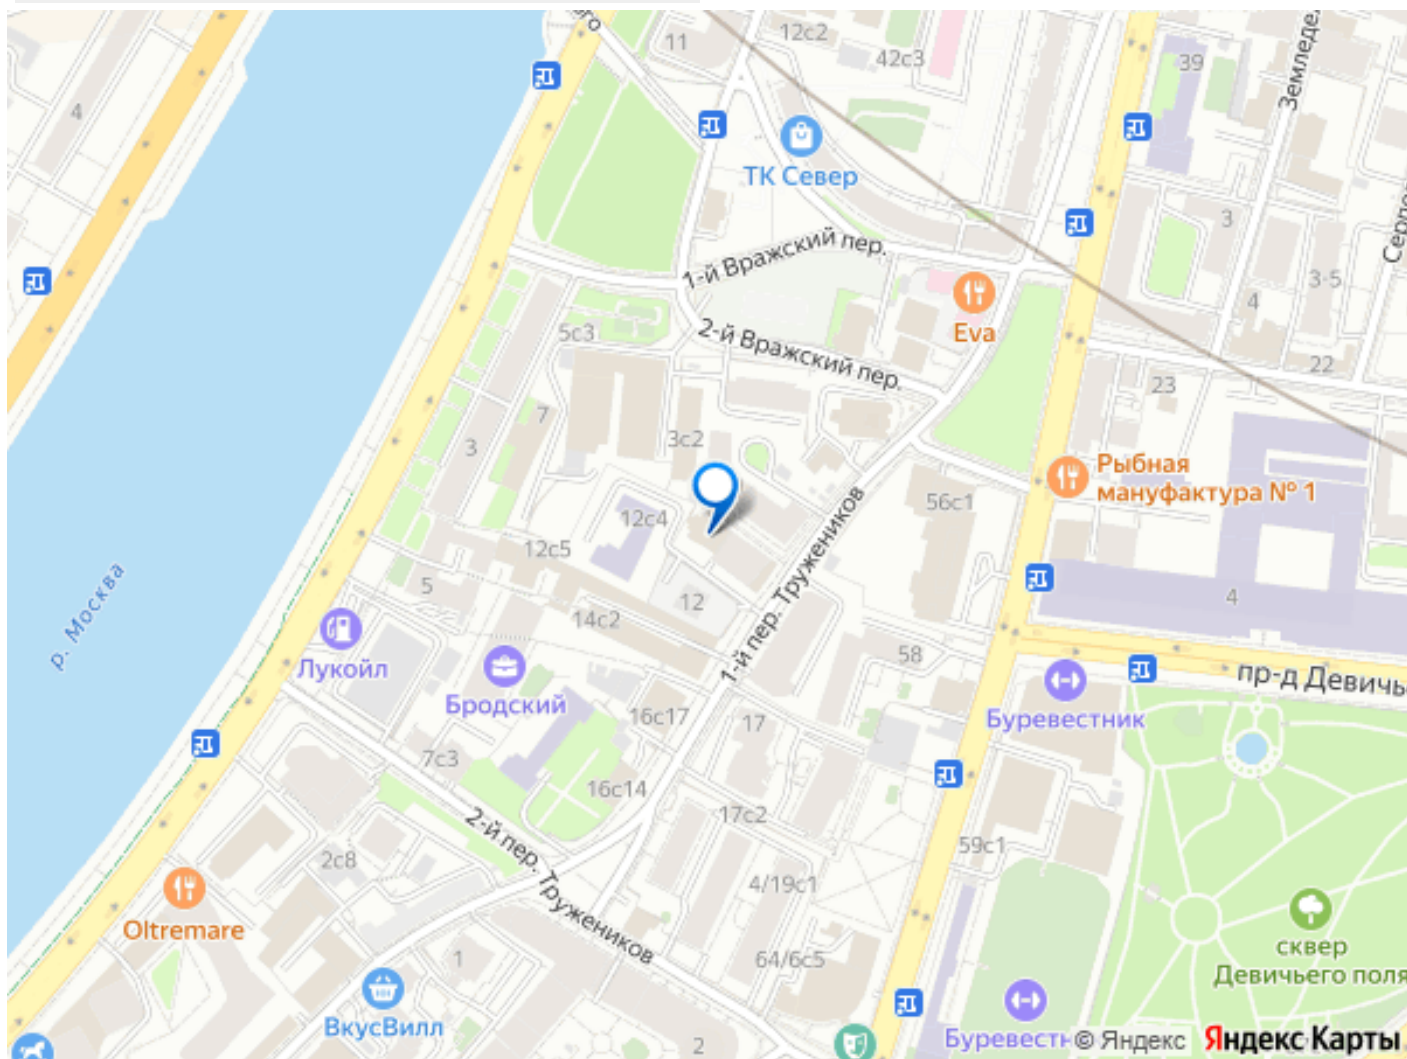 11
12с2
42с3
39
4
ТК Север
3
1-й Вражский пер.
3-5
4
Eva
5с3
2-й Вражский пер.
22
23
7
3
3с2
Рыбная
мануфактура № 1
56с1
12с4
12с5
1-й пер. Тружеников
р. Москва
5
12
14с2
4
58
Лукойл
Бродский
пр-д Девичь
Буревестник
16с17
17
7с3
16с14
17с2
2-й пер. Тружеников
2с8
59с1
4/19с1
Oltremare
сквер
Девичьего поля
1
64/6с5
ВкусВилл
2
Буревестн
© Яндекс
Яндекс Карты